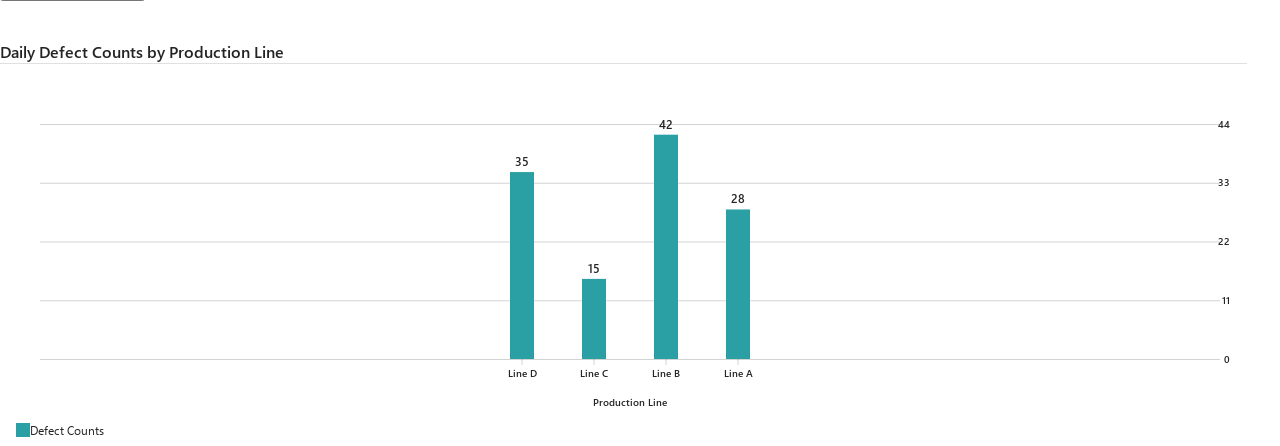 Daily Defect Counts by Production Line
44
42
35
33
28
22
15
11
0
Line D Line C Line B Line A
Production Line
Defect Counts